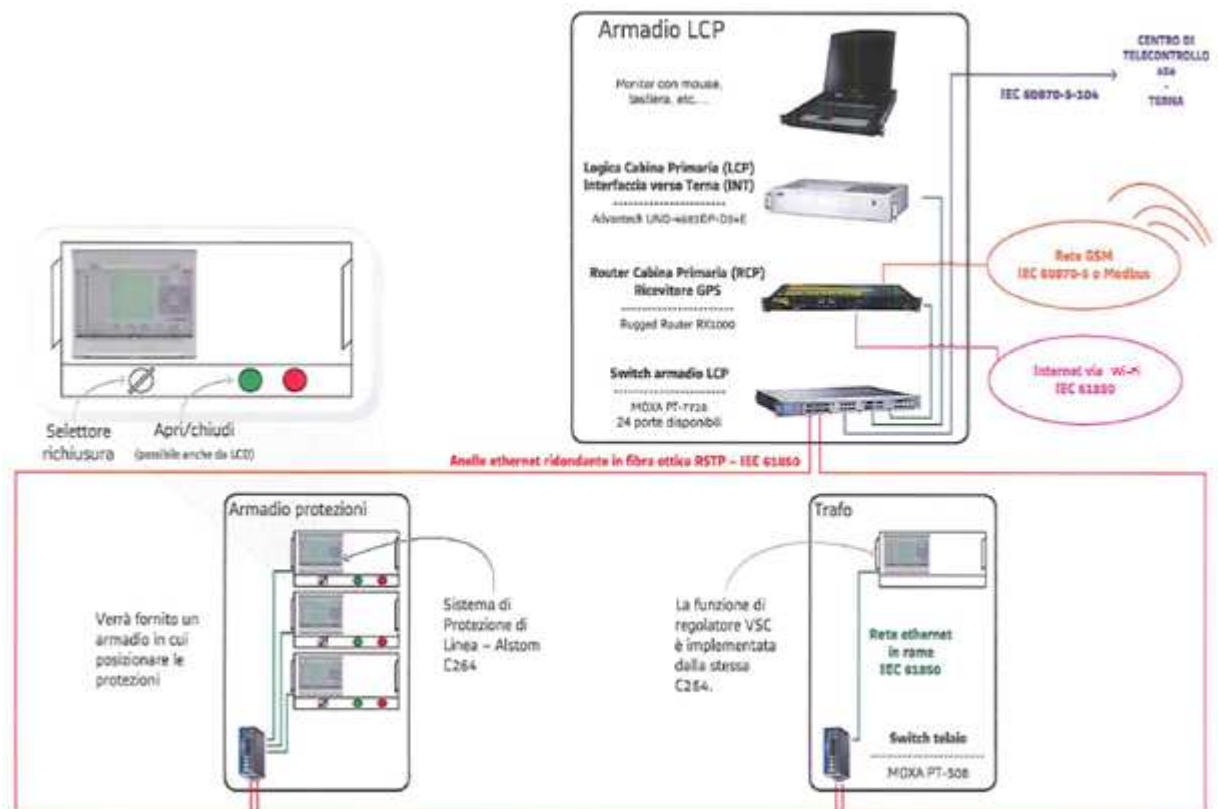 Armadio LCP
Monitor con mouse,
tastiera, etc...
Logica Cabina Primaria (LCP)
Interfaccia verso Terna (INT)
Advantech
Router Cabina Primaria (RCP)
Ricevitore GPS
Rugged Router RX1000
Switch armadio LCP
MOXA
24 porte disponibili
CENTRO DI
TELECONTROLLO
-
TERNA
IEC 60870-5-104
Rete GSM
IEC 60870-5 o Modbus
Internet via Wi-Fi
IEC 61850
Selettore
richiusura
Apri/chiudi
(possibile anche da LCD)
Anello ethernet ridondante in fibra ottica RSTP – IEC 61850
Armadio protezioni
Verrà fornito un
armadio in cui
posizionare le
protezioni
Sistema di
Protezione di
Linea – Alstom
C264
Trafo
La funzione di
regolatore VSC
è implementata
dalla stessa
C264.
Rete ethernet
in rame
IEC 61850
Switch telaio
MOXA PT-508